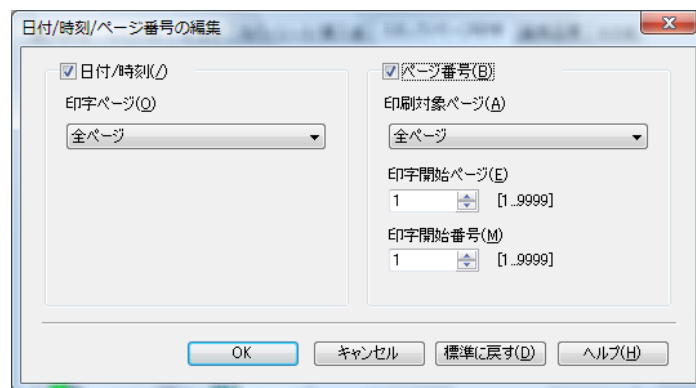 日付/時刻/ページ番号の編集
日付/時刻(/)
印字ページ(O)
全ページ
ページ番号(B)
印刷対象ページ(A)
全ページ
印字開始ページ(E)
1 [1..9999]
印字開始番号(M)
1 [1..9999]
OK キャンセル 標準に戻す(D) ヘルプ(H)